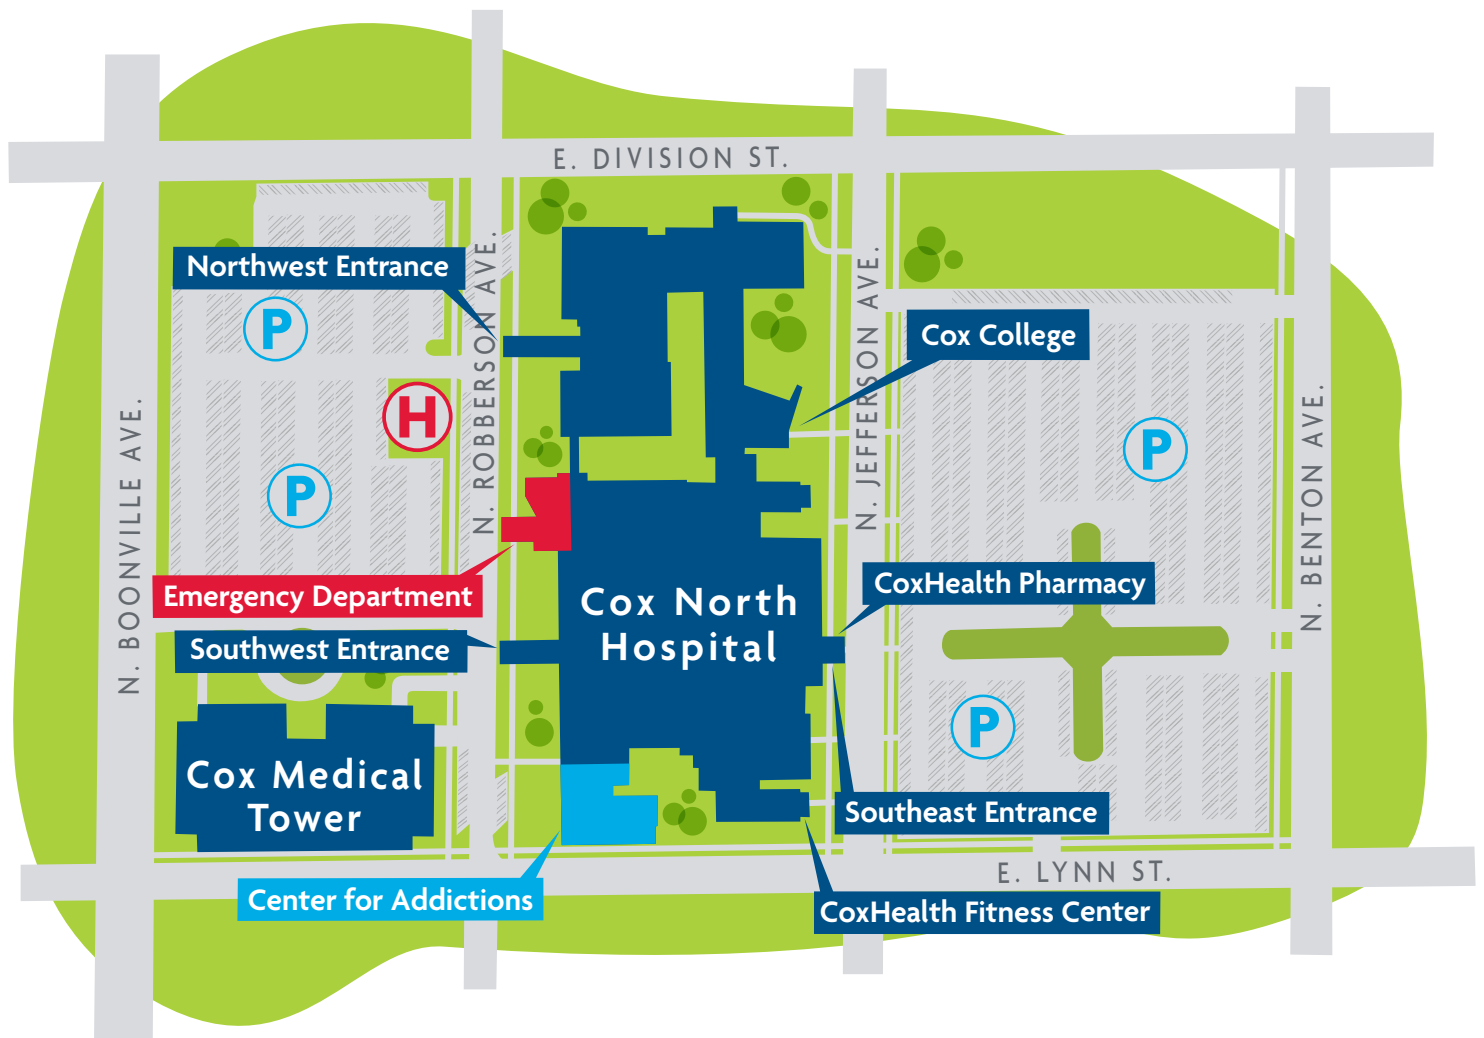 E. DIVISION ST.
Northwest Entrance
N. ROBBERSON AVE.
N. JEFFERSON AVE.
Cox College
P
H
P
P
N. BOONVILLE AVE.
N. BENTON AVE.
Emergency Department
CoxHealth Pharmacy
Cox North
Hospital
Southwest Entrance
P
Cox Medical
Tower
Southeast Entrance
E. LYNN ST.
Center for Addictions
CoxHealth Fitness Center